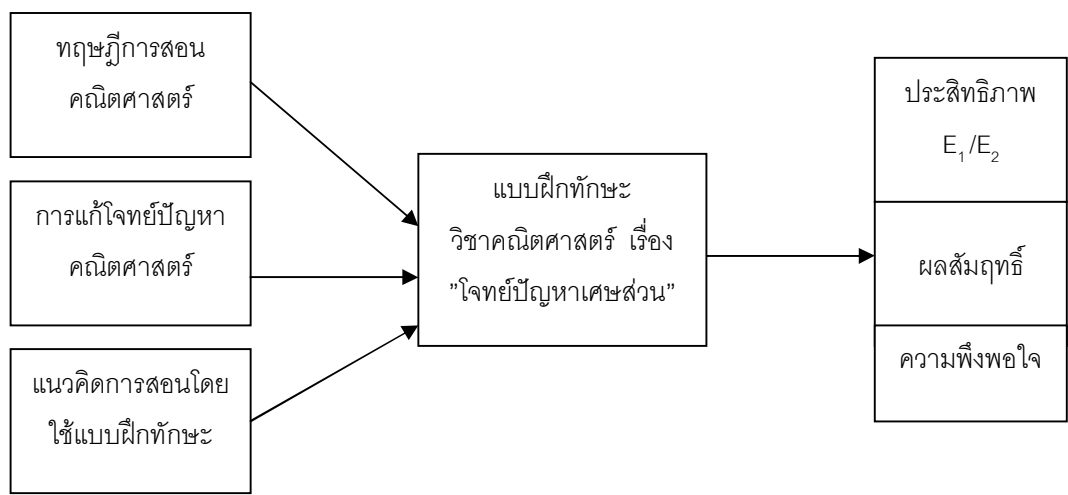 ทฤษฎีการสอน
คณิตศาสตร์
การแก้โจทย์ปัญหา
คณิตศาสตร์
แนวคิดการสอนโดย
ใช้แบบฝึกทักษะ
แบบฝึกทักษะ
วิชาคณิตศาสตร์ เรื่อง
”โจทย์ปัญหาเศษส่วน”
ประสิทธิภาพ
E₁/E₂
ผลสัมฤทธิ์
ความพึงพอใจ